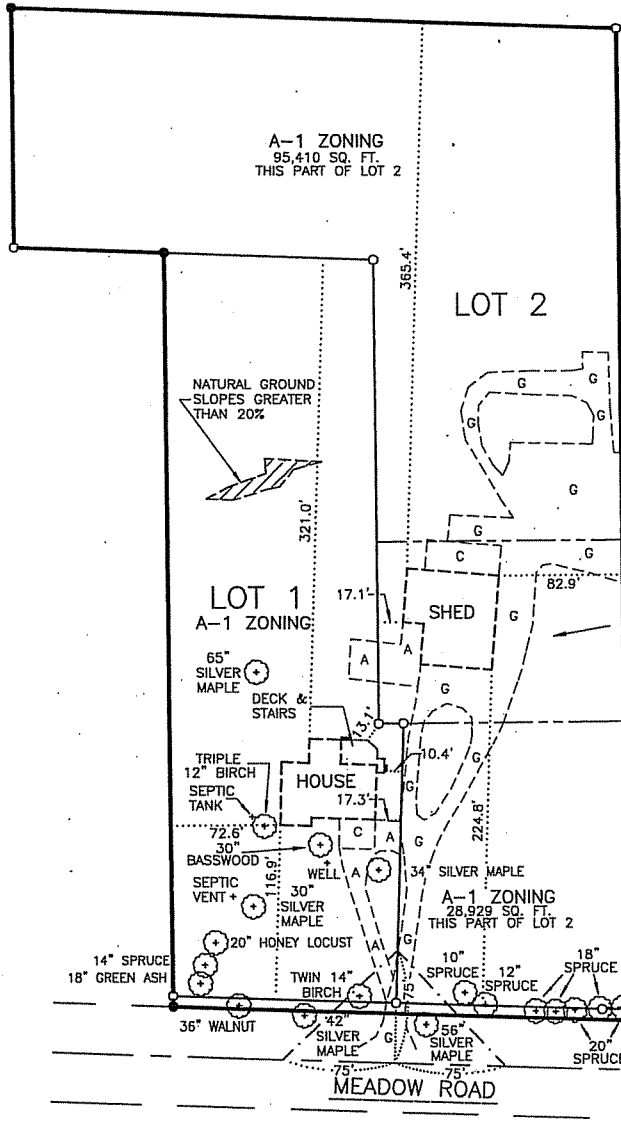 A-1 ZONING
95,410 SQ. FT.
THIS PART OF LOT 2
365.4'
LOT 2
NATURAL GROUND
SLOPES GREATER
THAN 20%
G
G
G
G
G
G
G
321.0'
C
82.9'
LOT 1
A-1 ZONING
17.1'
SHED
G
A
A
65"
SILVER
MAPLE
G
DECK &
STAIRS
13.1'
TRIPLE
12" BIRCH
HOUSE
10.4'
G
SEPTIC
TANK
17.3'
G
224.8'
72.6'
C
A
G
30"
BASSWOOD
WELL
A
34" SILVER MAPLE
116.9'
SEPTIC
VENT
30"
SILVER
MAPLE
A-1 ZONING
28,929 SQ. FT.
THIS PART OF LOT 2
20" HONEY LOCUST
A
G
14" SPRUCE
18" GREEN ASH
TWIN 14"
BIRCH
75'
10"
SPRUCE
12"
SPRUCE
18"
SPRUCE
36" WALNUT
42"
SILVER
MAPLE
G
56"
SILVER
MAPLE
20"
SPRUCE
75'
75'
MEADOW ROAD